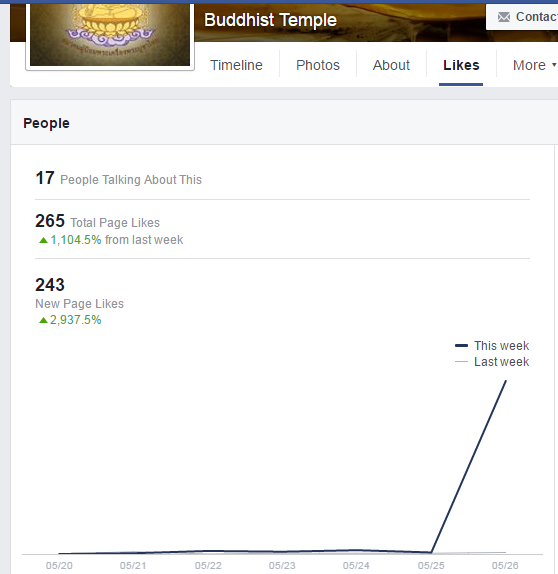 Buddhist Temple
Contac
Timeline Photos About Likes More
People
17 People Talking About This
265 Total Page Likes
1,104.5% from last week
243
New Page Likes
2,937.5%
This week
Last week
05/20 05/21 05/22 05/23 05/24 05/25 05/26